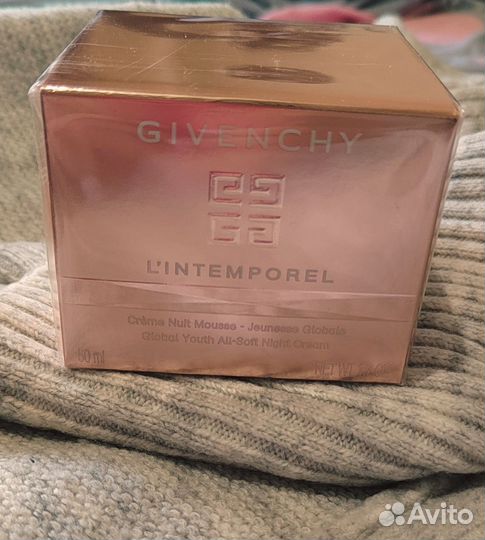 GIVENCHY
L'INTEMPOREL
Crème Nuit Mousse - Jeunesse Globale
Global Youth All-Soft Night Cream
50 ml
NET WT.
Avito